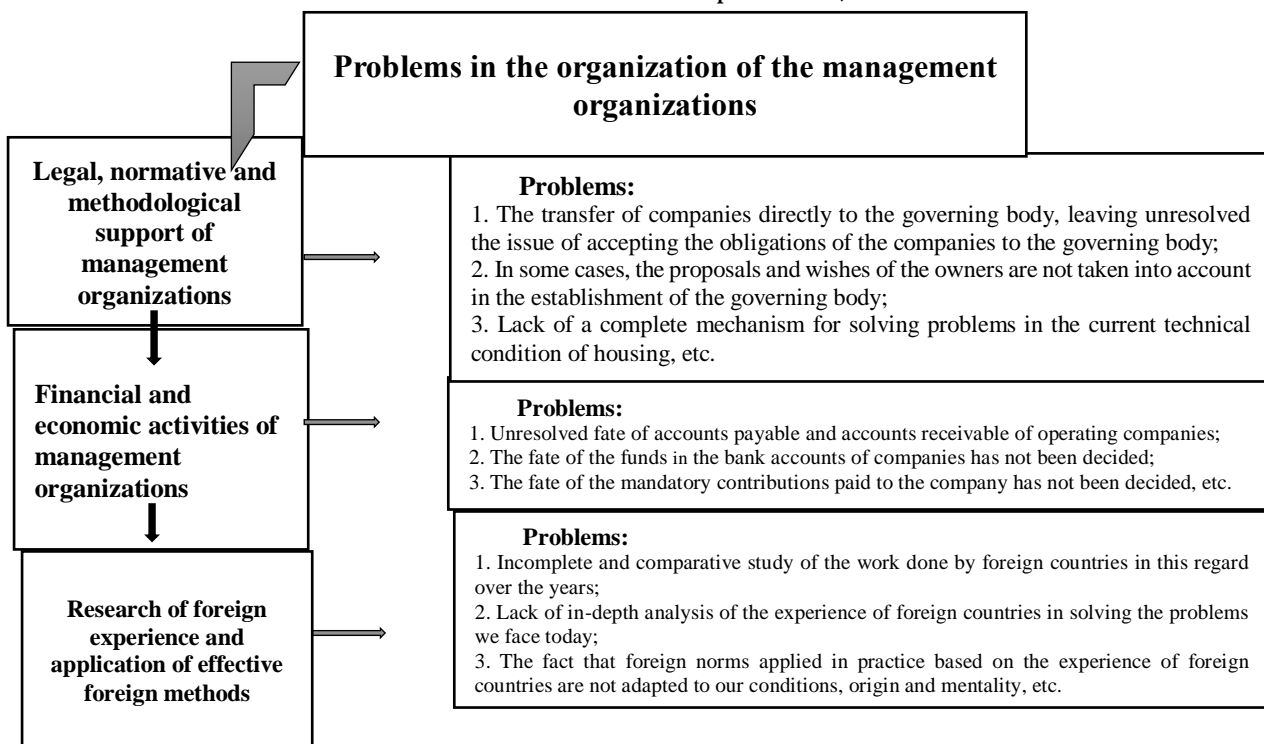 Problems in the organization of the management
organizations
Legal, normative and
methodological
support of
management
organizations
Problems:
1. The transfer of companies directly to the governing body, leaving unresolved
the issue of accepting the obligations of the companies to the governing body;
2. In some cases, the proposals and wishes of the owners are not taken into account
in the establishment of the governing body;
3. Lack of a complete mechanism for solving problems in the current technical
condition of housing, etc.
Financial and
economic activities of
management
organizations
Problems:
1. Unresolved fate of accounts payable and accounts receivable of operating companies;
2. The fate of the funds in the bank accounts of companies has not been decided;
3. The fate of the mandatory contributions paid to the company has not been decided, etc.
Research of foreign
experience and
application of effective
foreign methods
Problems:
1. Incomplete and comparative study of the work done by foreign countries in this regard
over the years;
2. Lack of in-depth analysis of the experience of foreign countries in solving the problems
we face today;
3. The fact that foreign norms applied in practice based on the experience of foreign
countries are not adapted to our conditions, origin and mentality, etc.